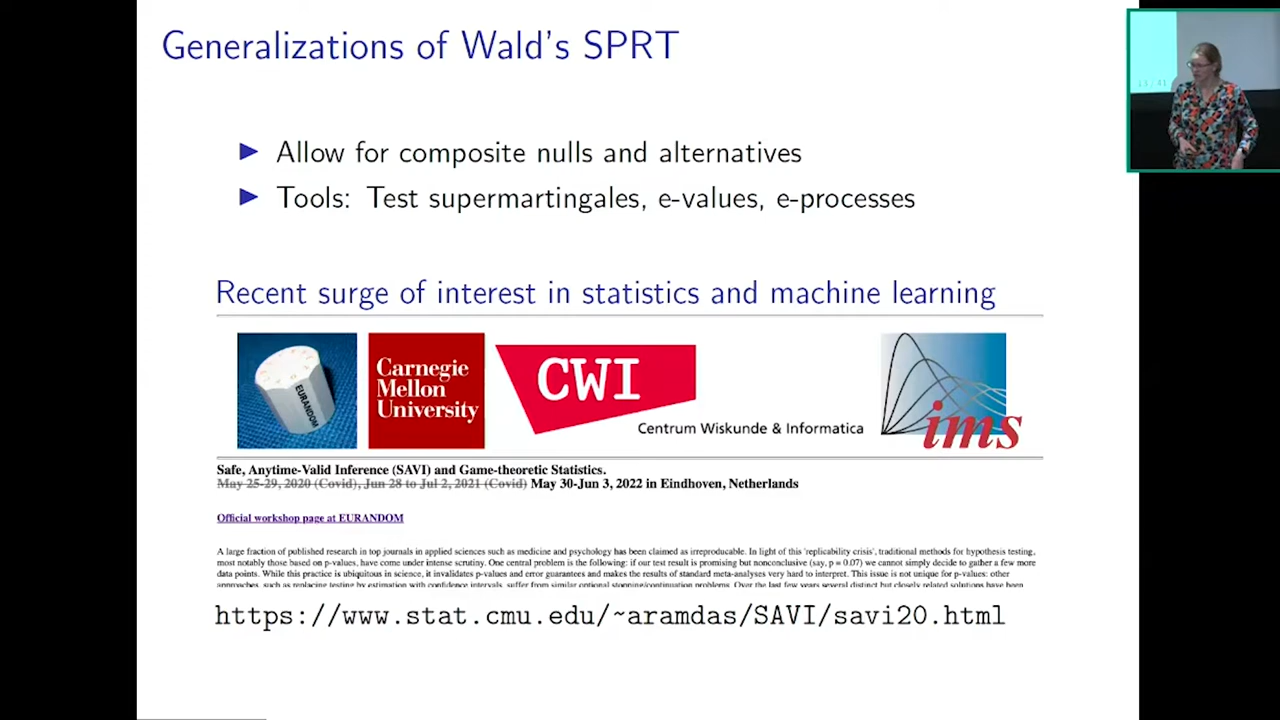 Generalizations of Wald's SPRT
▶ Allow for composite nulls and alternatives
▶ Tools: Test supermartingales, e-values, e-processes
Recent surge of interest in statistics and machine learning
EURANDOM
Carnegie
Mellon
University
CWI
Centrum Wiskunde & Informatica
ims
Safe, Anytime-Valid Inference (SAVI) and Game-theoretic Statistics.
May 25-29, 2020 (Covid), Jun 28 to Jul 2, 2021 (Covid) May 30-Jun 3, 2022 in Eindhoven, Netherlands
Official workshop page at EURANDOM
A large fraction of published research in top journals in applied sciences such as medicine and psychology has been claimed as irreproducable. In light of this 'replicability crisis', traditional methods for hypothesis testing,
most notably those based on p-values, have come under intense scrutiny. One central problem is the following: if our test result is promising but nonconclusive (say, p = 0.07) we cannot simply decide to gather a few more
data points. While this practice is ubiquitous in science, it invalidates p-values and error guarantees and makes the results of standard meta-analyses very hard to interpret. This issue is not unique for p-values: other
approaches, such as replacing testing by estimation with confidence intervals, suffer from similar optional stopping/continuation problems. Over the last few years several distinct but closely related solutions have been
https://www.stat.cmu.edu/~aramdas/SAVI/savi20.html